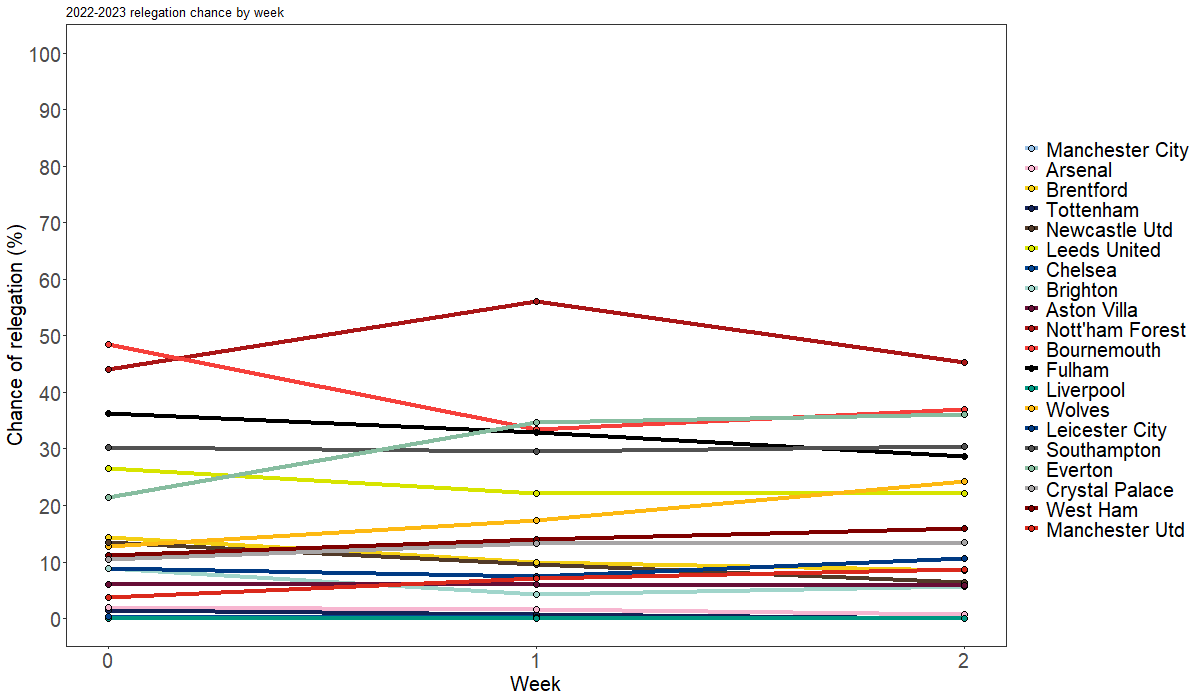 2022-2023 relegation chance by week
Chance of relegation (%)
100
90
80
70
60
50
40
30
20
10
0
0 1 2
Week
Manchester City
Arsenal
Brentford
Tottenham
Newcastle Utd
Leeds United
Chelsea
Brighton
Aston Villa
Nott'ham Forest
Bournemouth
Fulham
Liverpool
Wolves
Leicester City
Southampton
Everton
Crystal Palace
West Ham
Manchester Utd